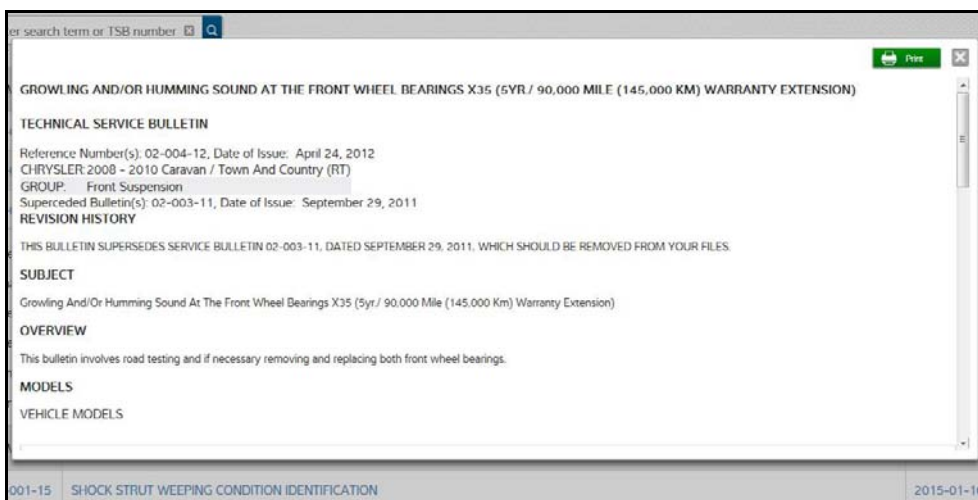 er search term or TSB number
Print
GROWLING AND/OR HUMMING SOUND AT THE FRONT WHEEL BEARINGS X35 (5YR./ 90,000 MILE (145,000 KM) WARRANTY EXTENSION)
TECHNICAL SERVICE BULLETIN
Reference Number(s): 02-004-12, Date of Issue: April 24, 2012
CHRYSLER: 2008 - 2010 Caravan / Town And Country (RT)
GROUP: Front Suspension
Superceded Bulletin(s): 02-003-11, Date of Issue: September 29, 2011
REVISION HISTORY
THIS BULLETIN SUPERSEDES SERVICE BULLETIN 02-003-11, DATED SEPTEMBER 29, 2011, WHICH SHOULD BE REMOVED FROM YOUR FILES.
SUBJECT
Growling And/Or Humming Sound At The Front Wheel Bearings X35 (5yr./ 90,000 Mile (145,000 Km) Warranty Extension)
OVERVIEW
This bulletin involves road testing and if necessary removing and replacing both front wheel bearings.
MODELS
VEHICLE MODELS
001-15 SHOCK STRUT WEEPING CONDITION IDENTIFICATION 2015-01-1